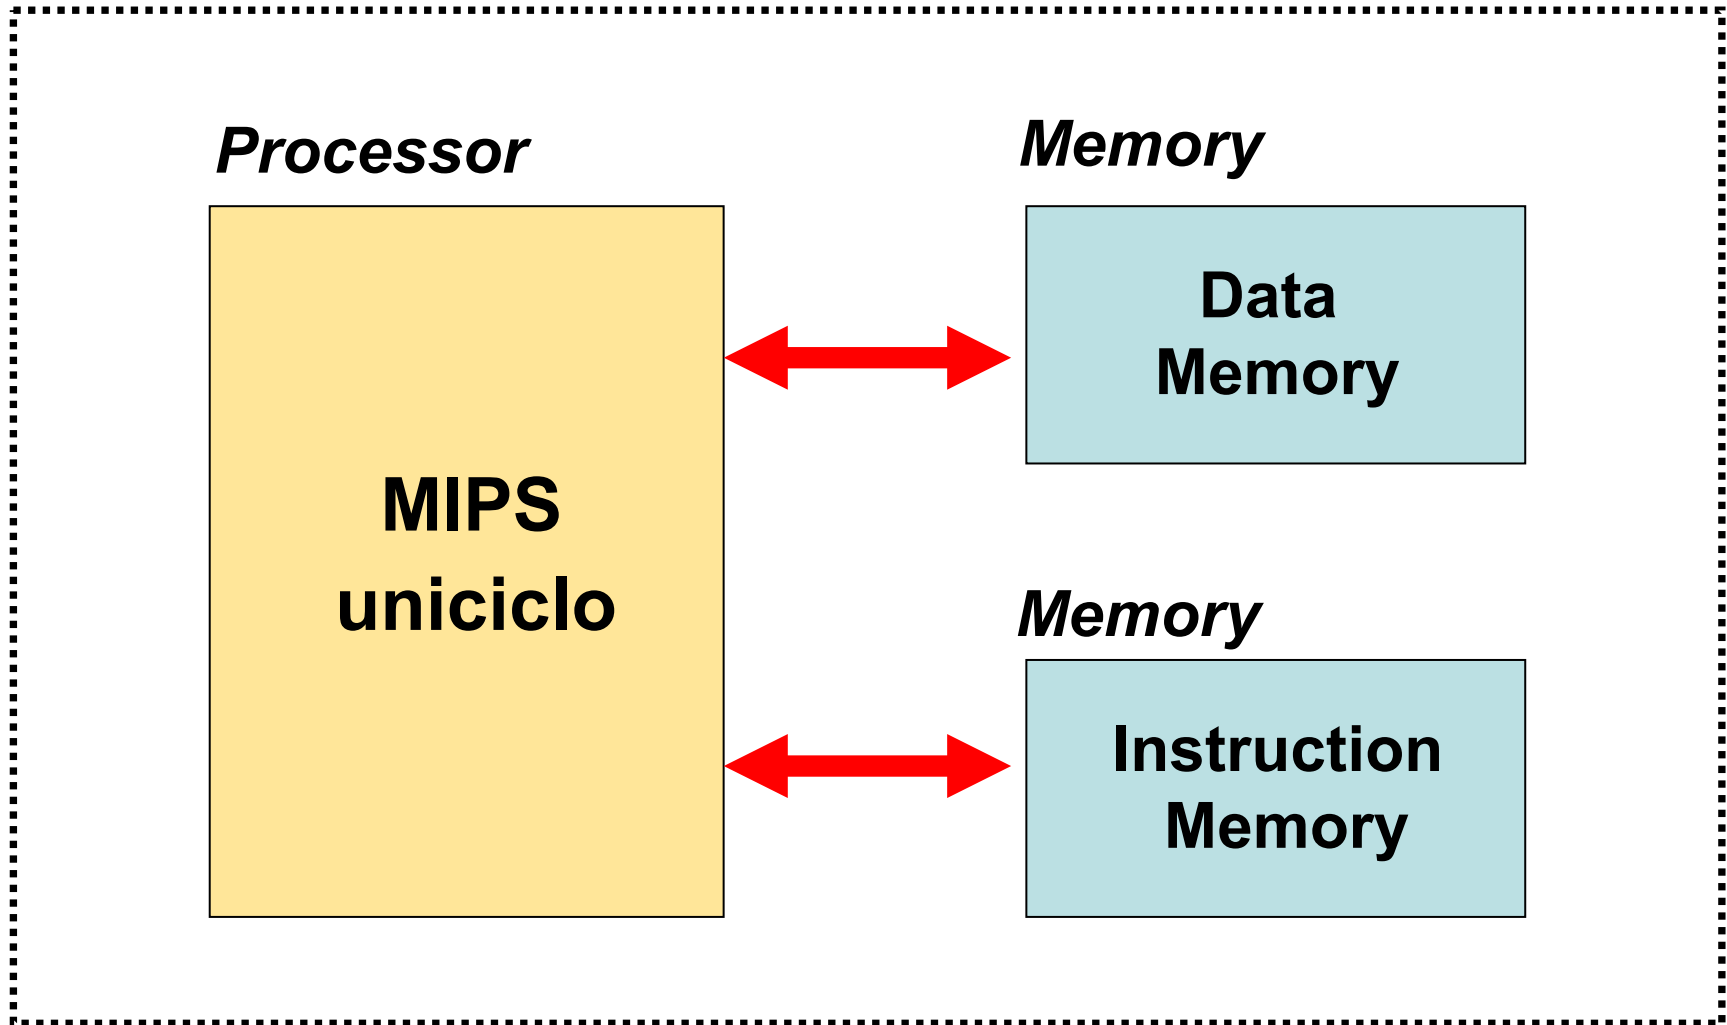 Processor
MIPS
uniciclo
Memory
Data
Memory
Memory
Instruction
Memory